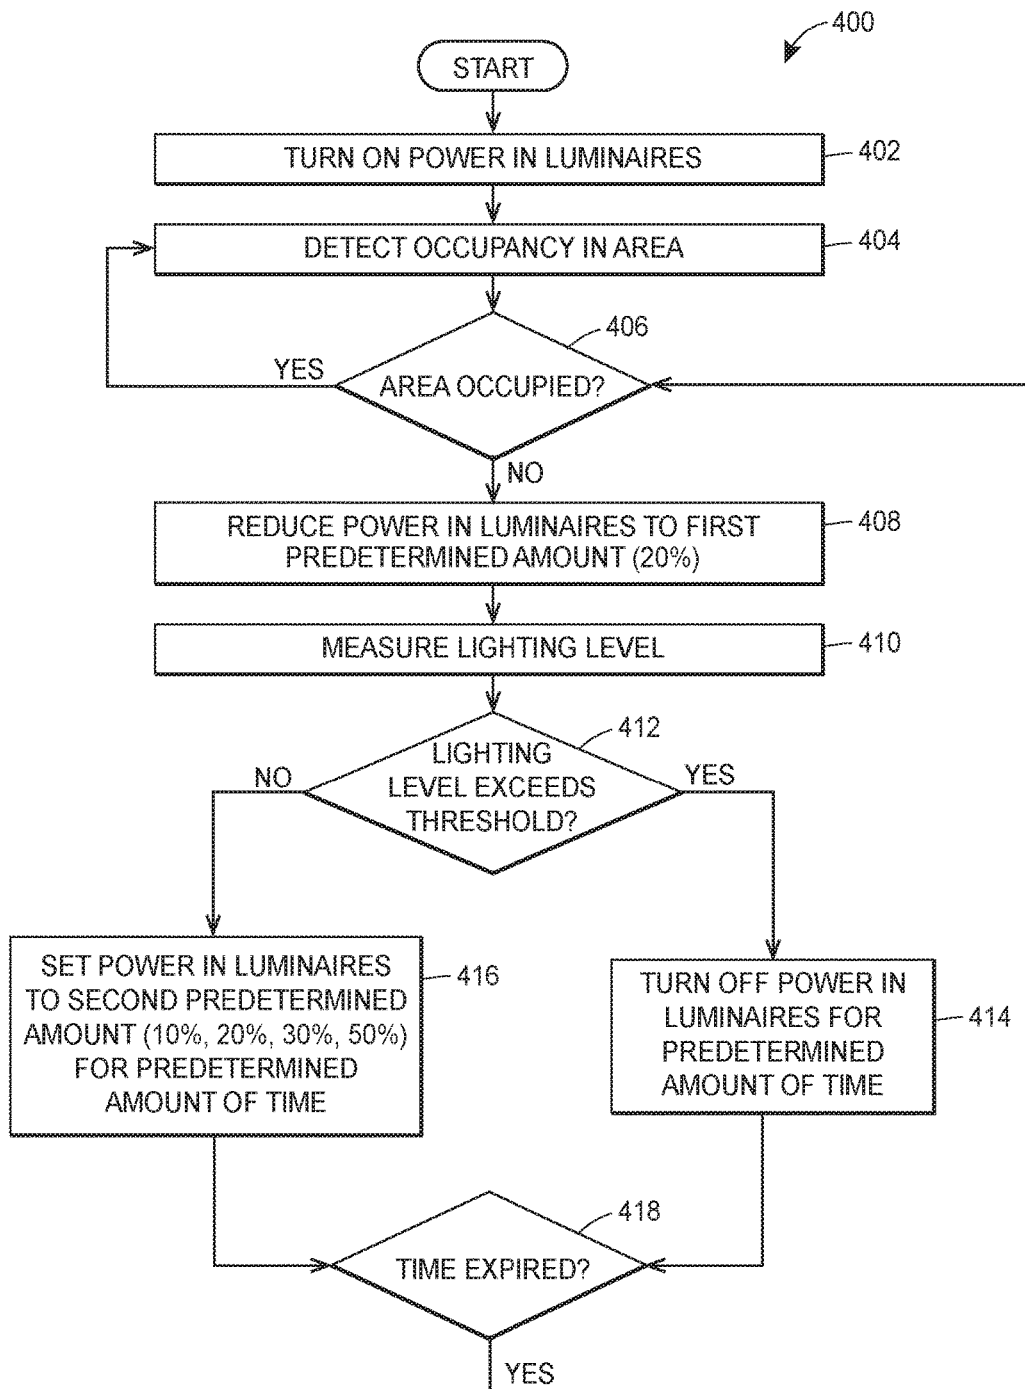 400
START
TURN ON POWER IN LUMINAIRES
402
DETECT OCCUPANCY IN AREA
404
406
YES
AREA OCCUPIED?
NO
REDUCE POWER IN LUMINAIRES TO FIRST
PREDETERMINED AMOUNT (20%)
408
MEASURE LIGHTING LEVEL
410
412
LIGHTING
LEVEL EXCEEDS
THRESHOLD?
NO
YES
SET POWER IN LUMINAIRES
TO SECOND PREDETERMINED
AMOUNT (10%, 20%, 30%, 50%)
FOR PREDETERMINED
AMOUNT OF TIME
416
TURN OFF POWER IN
LUMINAIRES FOR
PREDETERMINED
AMOUNT OF TIME
414
418
TIME EXPIRED?
YES